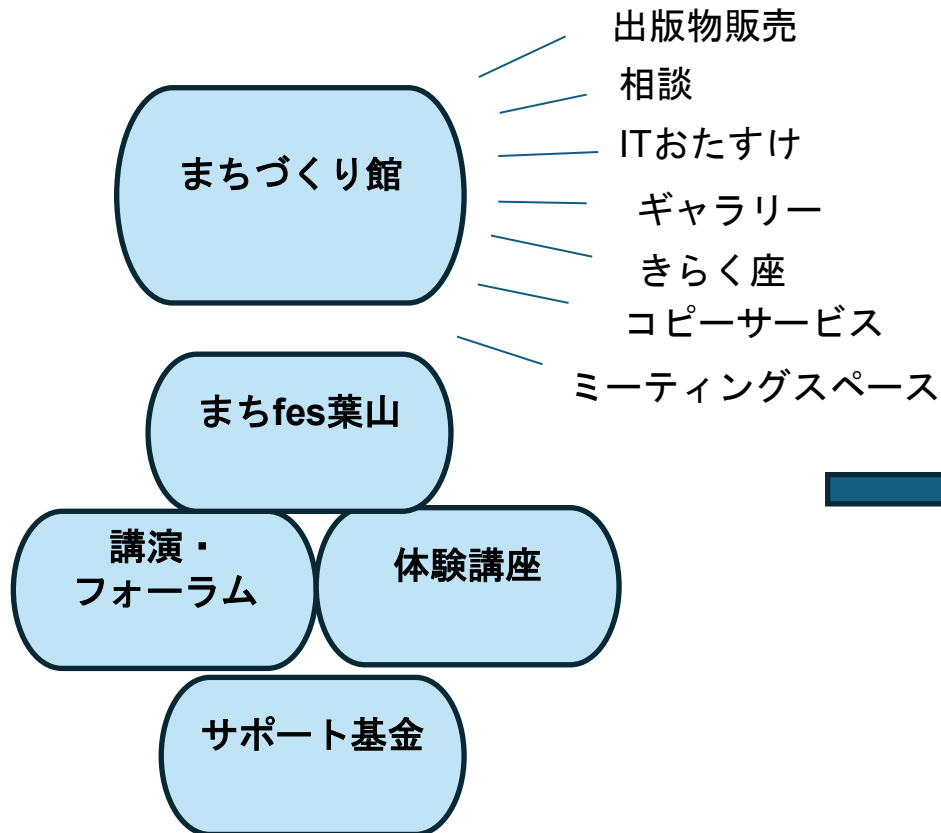 出版物販売
相談
ITおたすけ
ギャラリー
きらく座
コピーサービス
ミーティングスペース
まちづくり館
まちfes葉山
講演・
フォーラム
体験講座
サポート基金